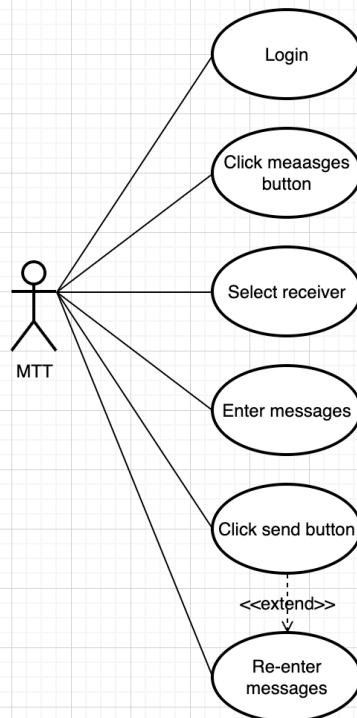 Login
Click meaasges
button
Select receiver
MTT
Enter messages
Click send button
<<extend>>
Re-enter
messages